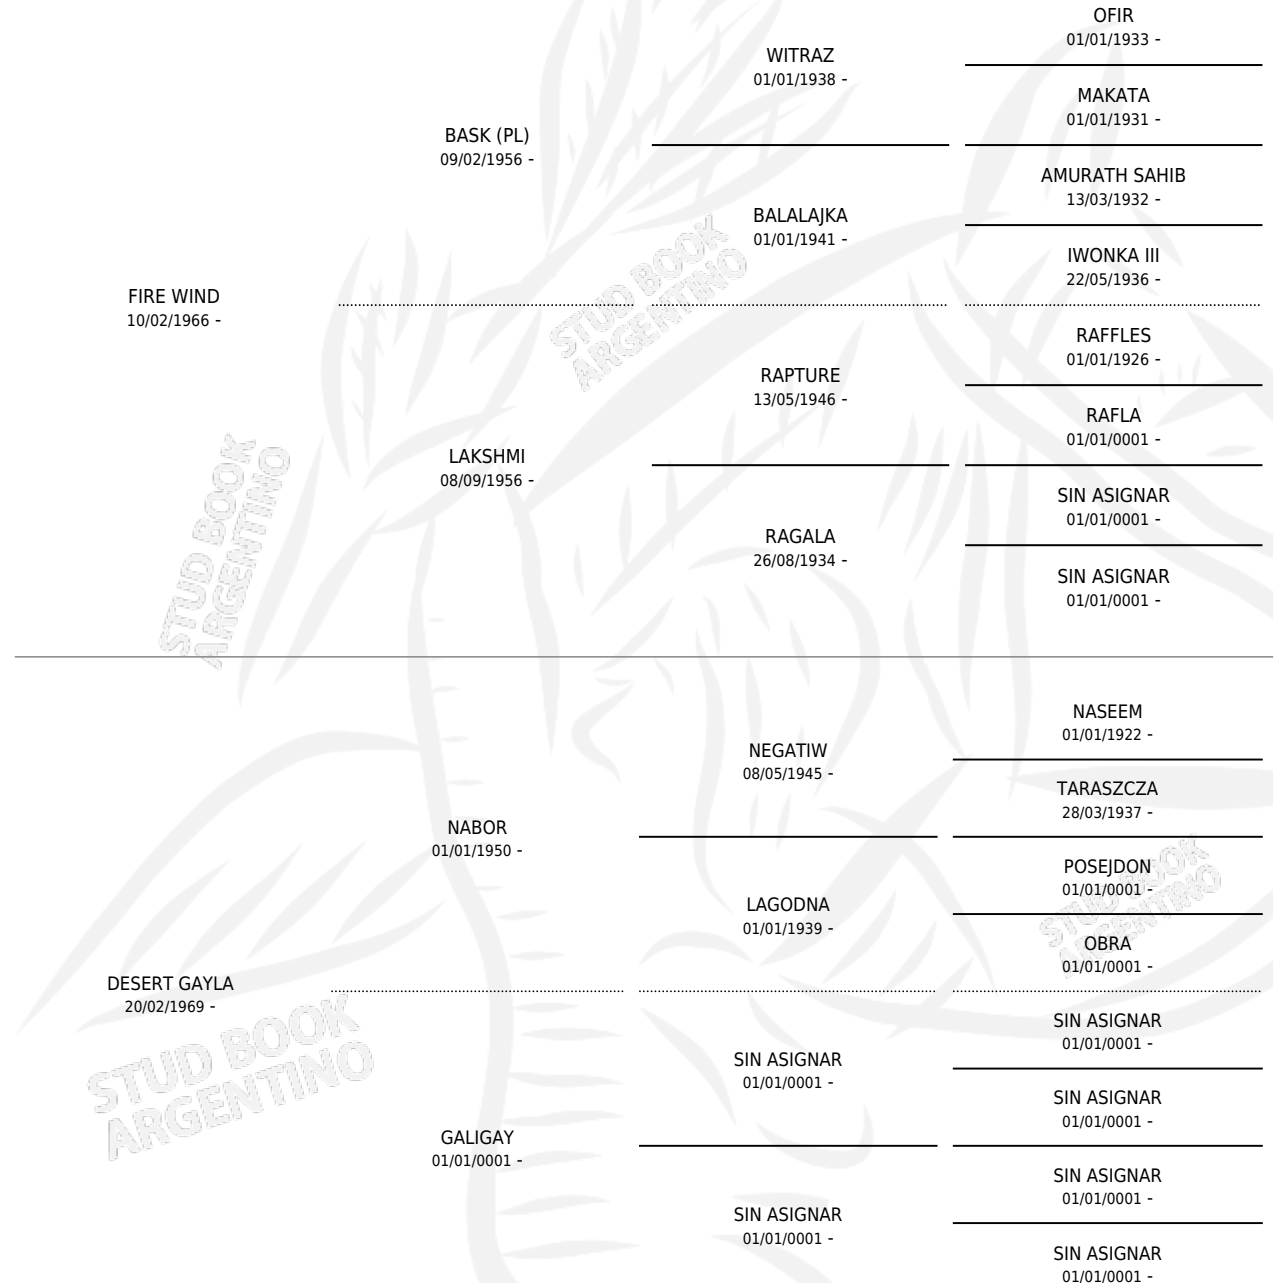 OFIR
01/01/1933 -
WITRAZ
01/01/1938 -
MAKATA
01/01/1931 -
BASK (PL)
09/02/1956 -
AMURATH SAHIB
13/03/1932 -
BALALAJKA
01/01/1941 -
IWONKA III
22/05/1936 -
FIRE WIND
10/02/1966 -
RAFFLES
01/01/1926 -
RAPTURE
13/05/1946 -
RAFLA
01/01/0001 -
LAKSHMI
08/09/1956 -
SIN ASIGNAR
01/01/0001 -
RAGALA
26/08/1934 -
SIN ASIGNAR
01/01/0001 -
STUD BOOK
ARGENTINO
STUD BOOK
ARGENTINO
NASEEM
01/01/1922 -
NEGATIW
08/05/1945 -
TARASZCZA
28/03/1937 -
NABOR
01/01/1950 -
POSEJDON
01/01/0001 -
LAGODNA
01/01/1939 -
OBRA
01/01/0001 -
DESERT GAYLA
20/02/1969 -
SIN ASIGNAR
01/01/0001 -
SIN ASIGNAR
01/01/0001 -
SIN ASIGNAR
01/01/0001 -
GALIGAY
01/01/0001 -
SIN ASIGNAR
01/01/0001 -
SIN ASIGNAR
01/01/0001 -
SIN ASIGNAR
01/01/0001 -
STUD BOOK
ARGENTINO
STUD BOOK
ARGENTINO